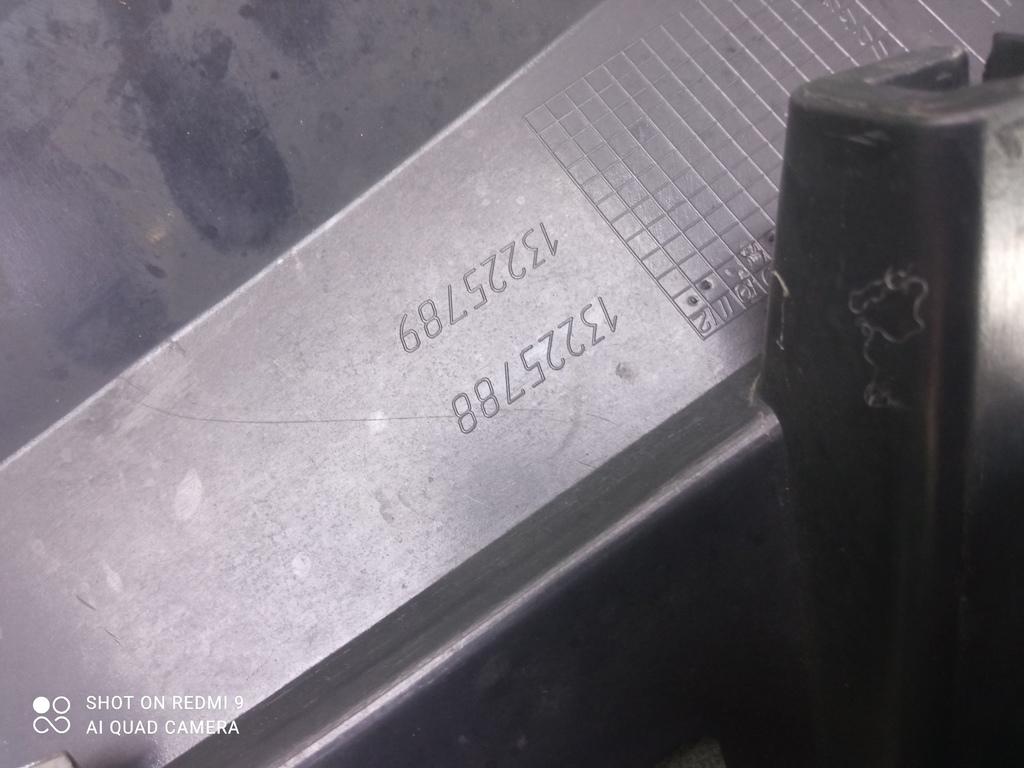 13225789
13225788
SHOT ON REDMI 9
AI QUAD CAMERA